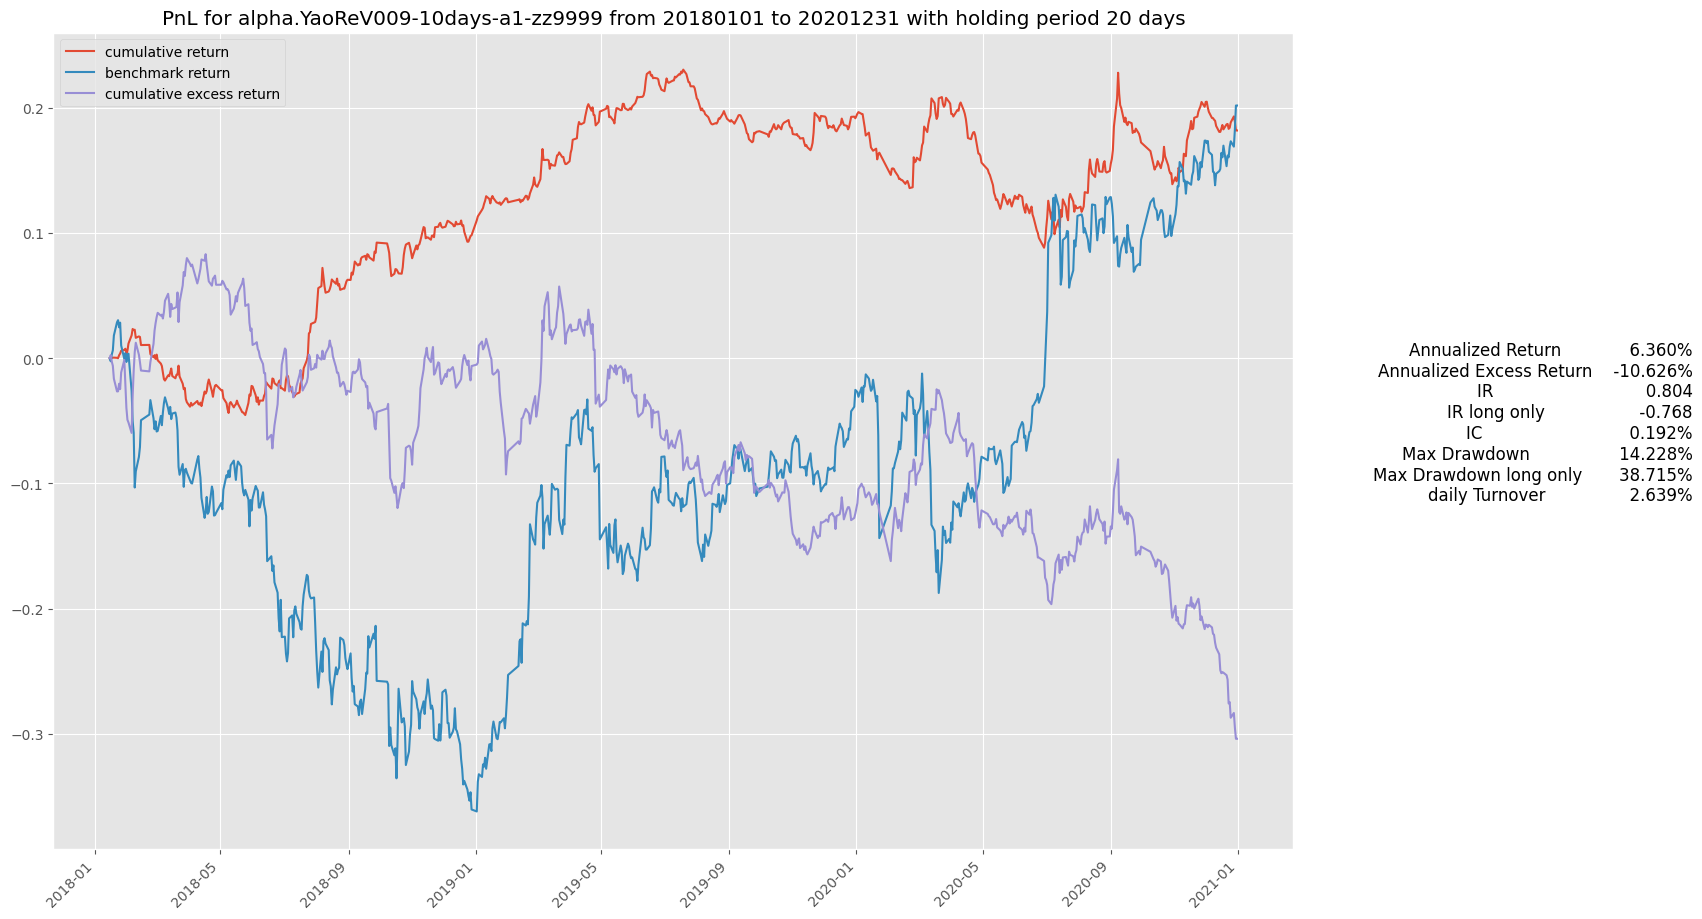 PnL for alpha.YaoReV009-10days-a1-zz9999 from 20180101 to 20201231 with holding period 20 days
cumulative return
benchmark return
cumulative excess return
0.2
0.1
0.0
−0.1
−0.2
−0.3
2018-01
2018-05
2018-09
2019-01
2019-05
2019-09
2020-01
2020-05
2020-09
2021-01
Annualized Return 6.360%
Annualized Excess Return -10.626%
IR 0.804
IR long only -0.768
IC 0.192%
Max Drawdown 14.228%
Max Drawdown long only 38.715%
daily Turnover 2.639%